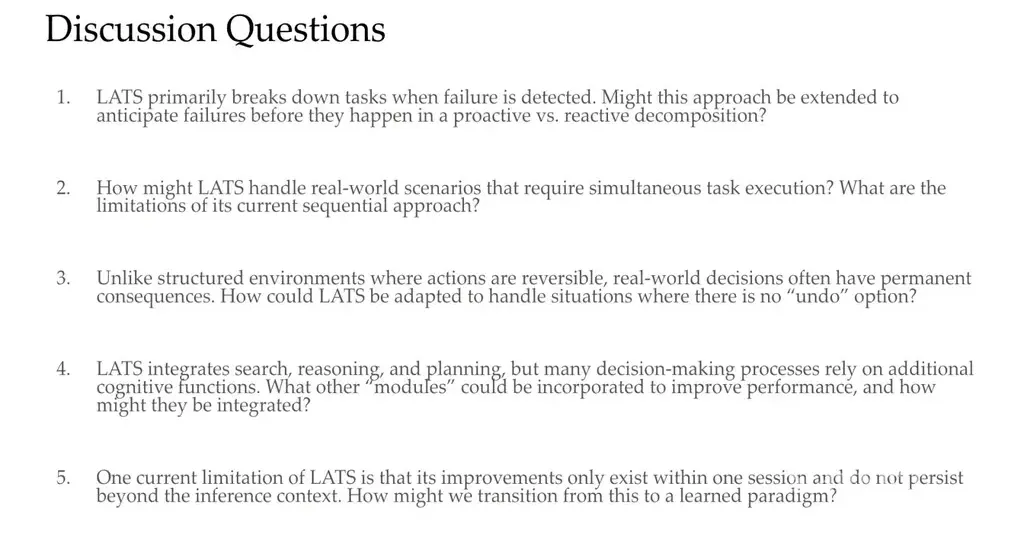 Discussion Questions
1. LATS primarily breaks down tasks when failure is detected. Might this approach be extended to
anticipate failures before they happen in a proactive vs. reactive decomposition?
2. How might LATS handle real-world scenarios that require simultaneous task execution? What are the
limitations of its current sequential approach?
3. Unlike structured environments where actions are reversible, real-world decisions often have permanent
consequences. How could LATS be adapted to handle situations where there is no “undo” option?
4. LATS integrates search, reasoning, and planning, but many decision-making processes rely on additional
cognitive functions. What other “modules” could be incorporated to improve performance, and how
might they be integrated?
5. One current limitation of LATS is that its improvements only exist within one session and do not persist
beyond the inference context. How might we transition from this to a learned paradigm?